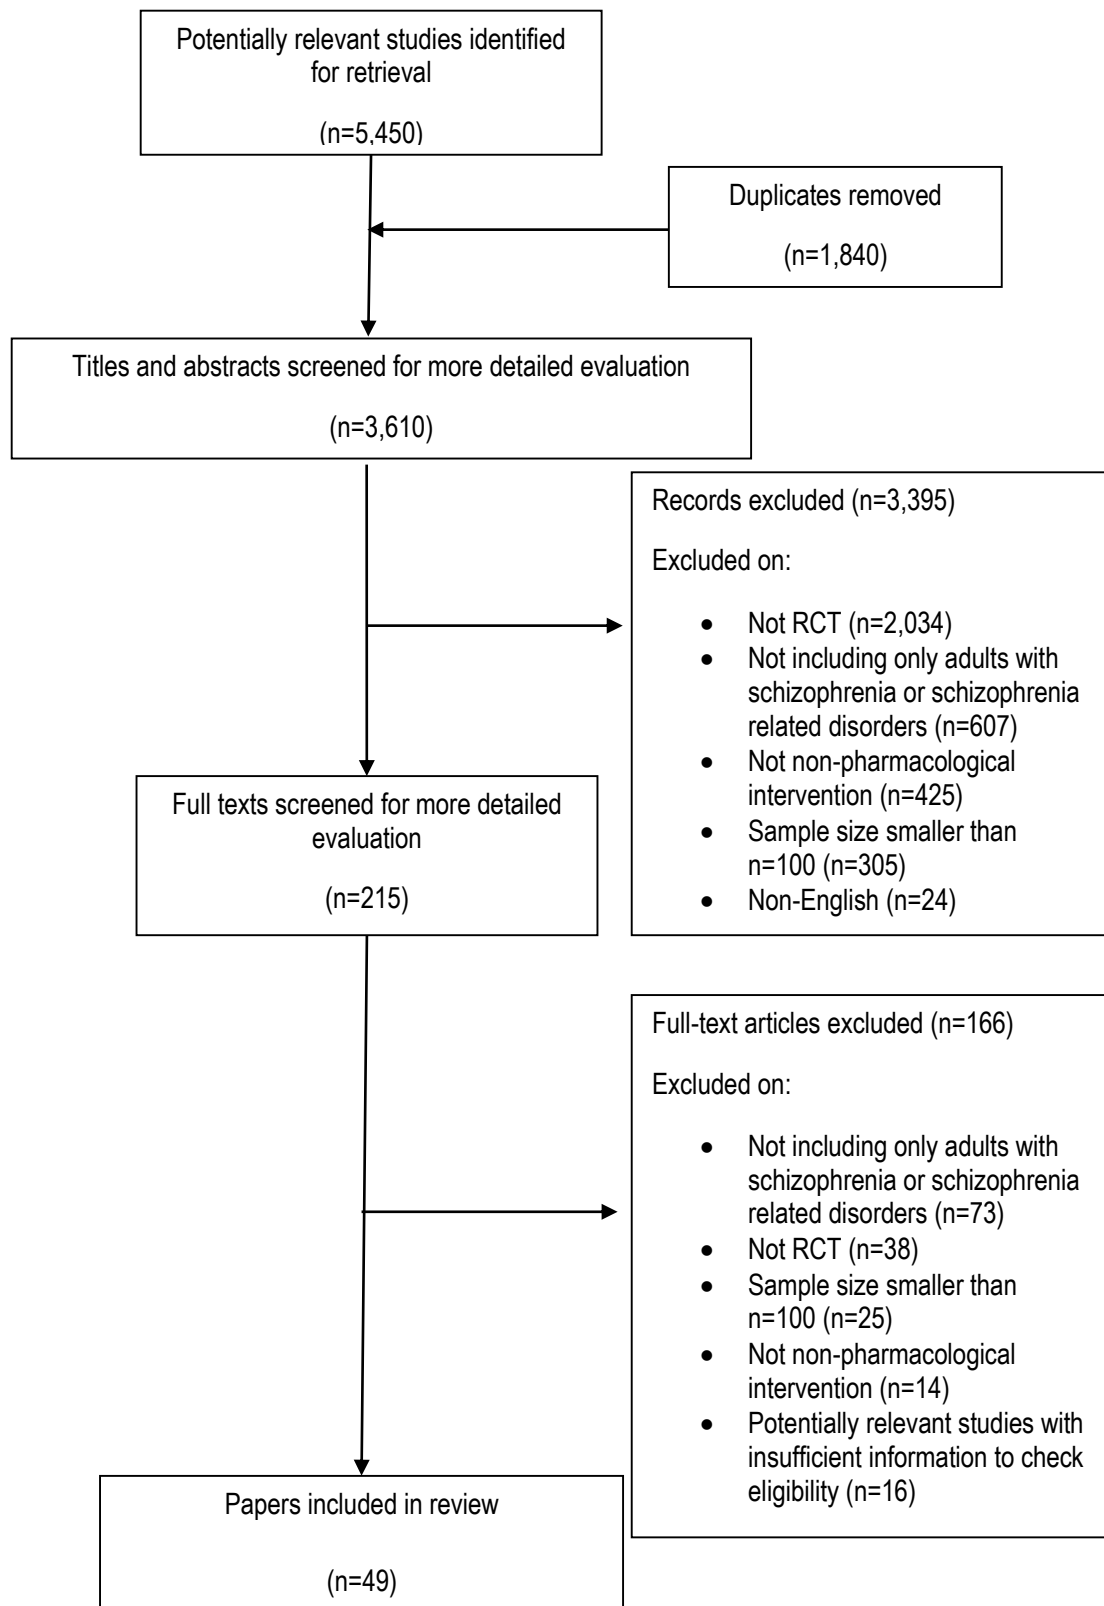 Potentially relevant studies identified
for retrieval
(n=5,450)
Duplicates removed
(n=1,840)
Titles and abstracts screened for more detailed evaluation
(n=3,610)
Records excluded (n=3,395)
Excluded on:
• Not RCT (n=2,034)
• Not including only adults with
schizophrenia or schizophrenia
related disorders (n=607)
• Not non-pharmacological
intervention (n=425)
• Sample size smaller than
n=100 (n=305)
• Non-English (n=24)
Full texts screened for more detailed
evaluation
(n=215)
Full-text articles excluded (n=166)
Excluded on:
• Not including only adults with
schizophrenia or schizophrenia
related disorders (n=73)
• Not RCT (n=38)
• Sample size smaller than
n=100 (n=25)
• Not non-pharmacological
intervention (n=14)
• Potentially relevant studies with
insufficient information to check
eligibility (n=16)
Papers included in review
(n=49)